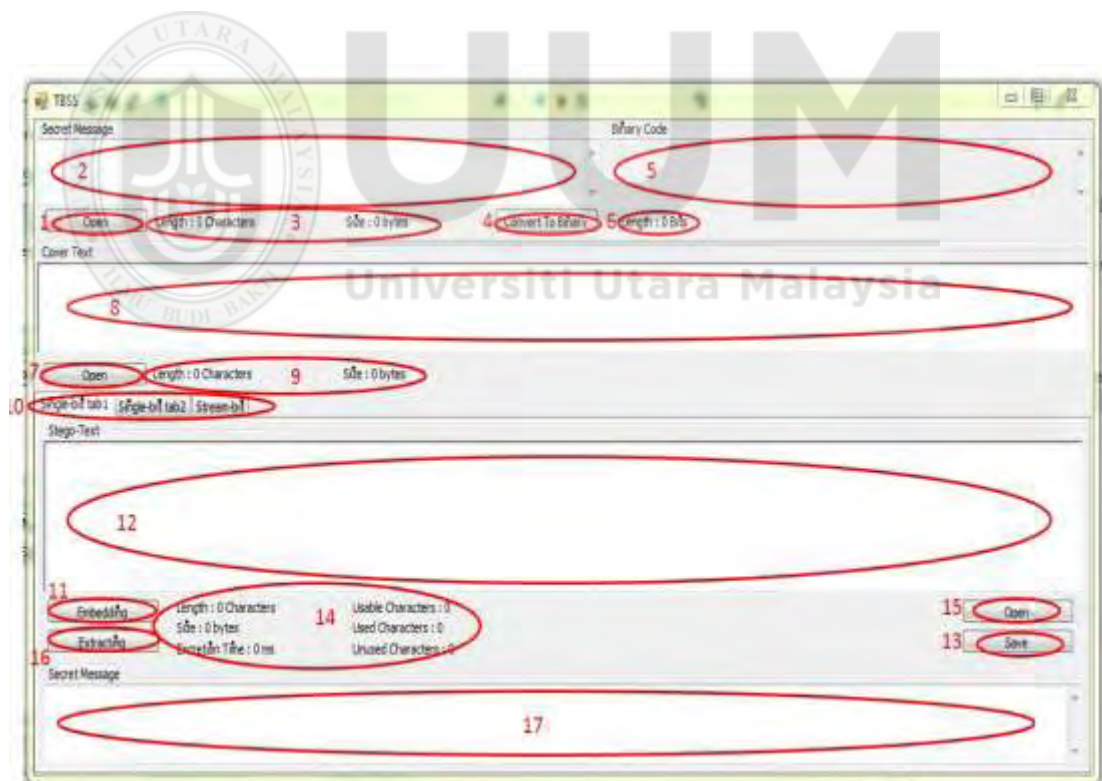 UUM
Universiti Utara Malaysia
UNIVERSITI UTARA MALAYSIA
ILMU BUDI BAKTI
TBSS
Secret Message
Binary Code
2
5
1 Open Length : 0 Characters 3 Size : 0 bytes 4 Convert To Binary 6 Length : 0 Bits
Cover Text
8
7 Open Length : 0 Characters 9 Size : 0 bytes
10 Single-bit tab1 Single-bit tab2 Stream-bit
Stego-Text
12
11 Embedding
16 Extracting
Length : 0 Characters
Size : 0 bytes
Execution Time : 0 ms
14
Usable Characters : 0
Used Characters : 0
Unused Characters : 0
15 Open
13 Save
Secret Message
17